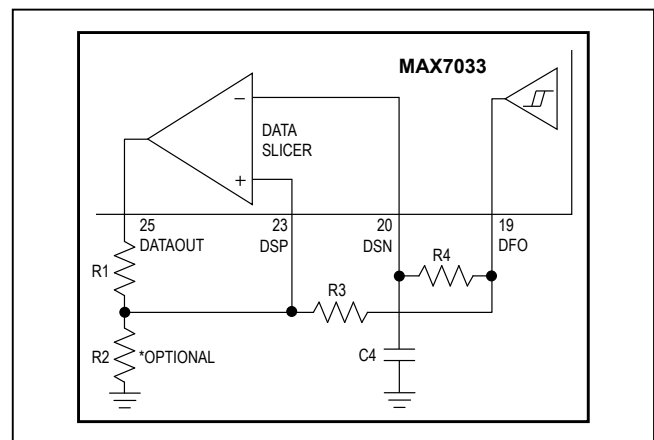 MAX7033
−
DATA
SLICER
+
25
23
20
19
DATAOUT
DSP
DSN
DFO
R1
R3
R4
R2
*OPTIONAL
C4